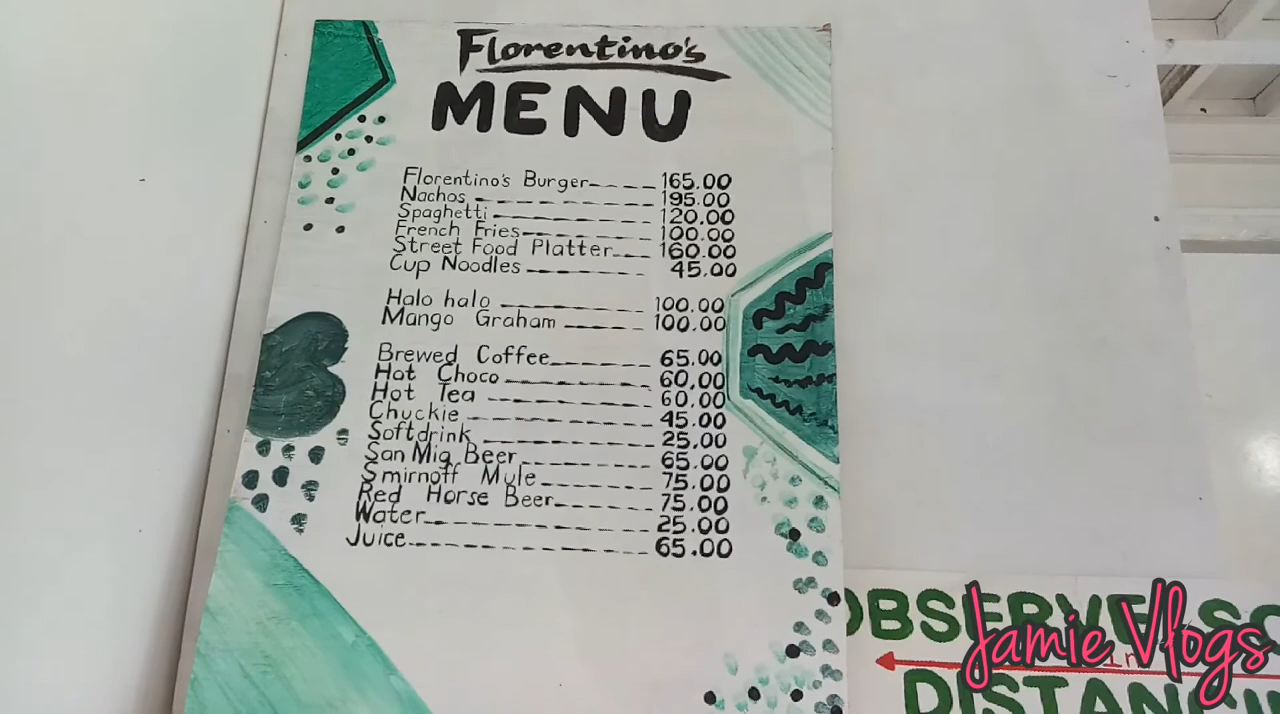 Florentino's
MENU
Florentino's Burger 165.00
Nachos 195.00
Spaghetti 120.00
French Fries 100.00
Street Food Platter 160.00
Cup Noodles 45.00
Halo halo 100.00
Mango Graham 100.00
Brewed Coffee 65.00
Hot Choco 60.00
Hot Tea 60.00
Chuckie 45.00
Softdrink 25.00
San Mig Beer 65.00
Smirnoff Mule 75.00
Red Horse Beer 75.00
Water 25.00
Juice 65.00
OBSERVE
Jamie Vlogs